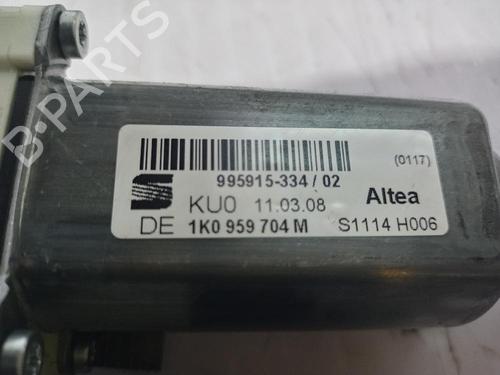 B-PARTS
(0117)
995915-334 / 02
KU0 11.03.08 Altea
DE 1K0 959 704 M S1114 H006